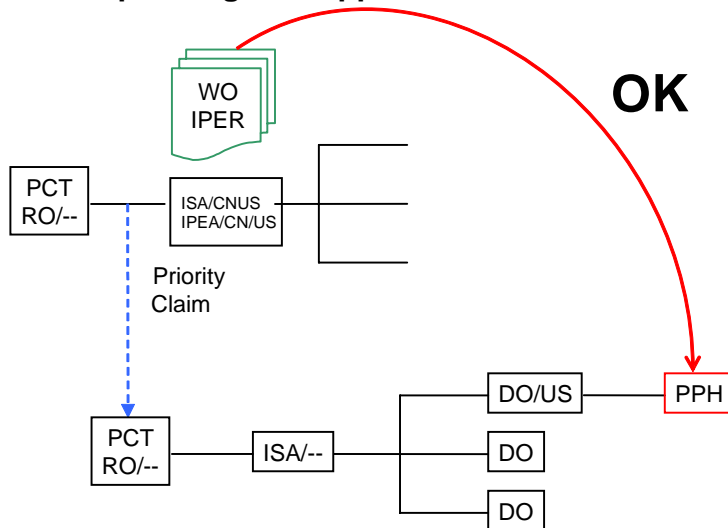 WO
IPER
OK
PCT
RO/--
ISA/CNUS
IPEA/CN/US
Priority
Claim
DO/US
PPH
PCT
RO/--
ISA/--
DO
DO